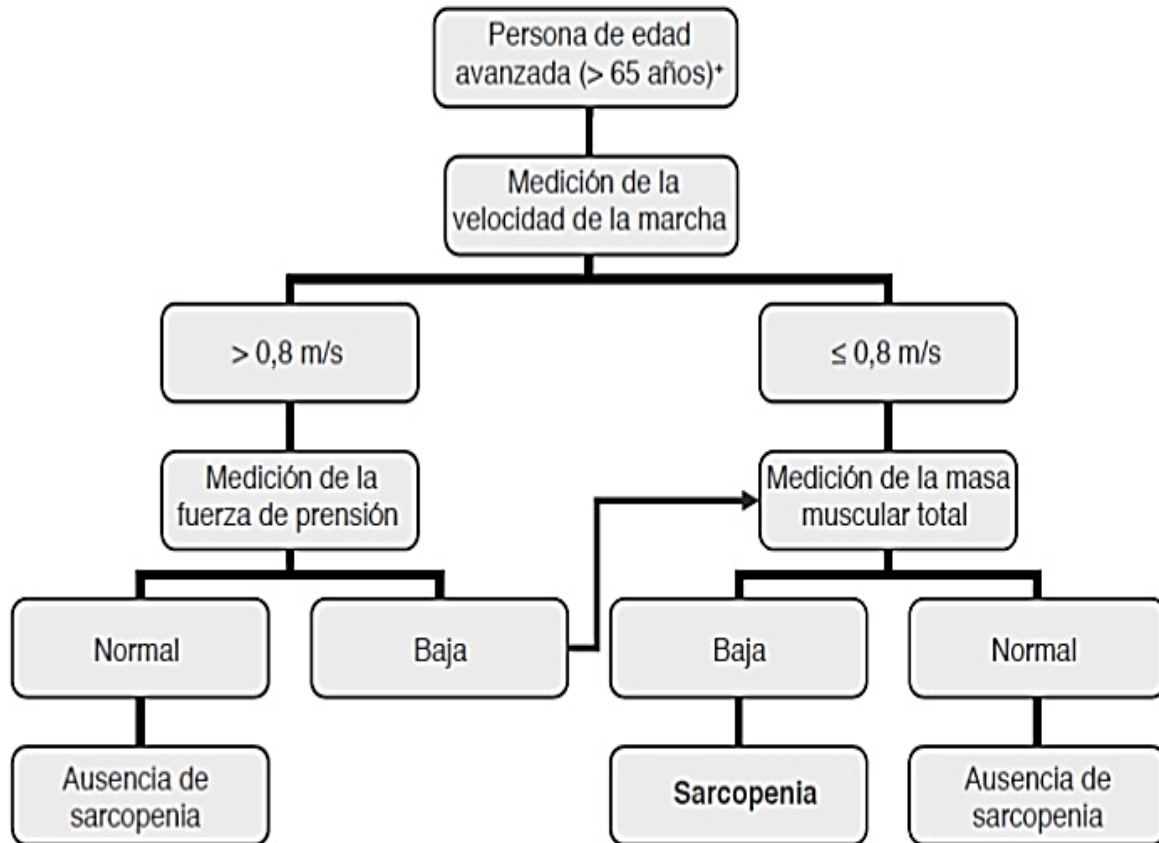 Persona de edad
avanzada (> 65 años)⁺
Medición de la
velocidad de la marcha
> 0,8 m/s
≤ 0,8 m/s
Medición de la
fuerza de prensión
Medición de la masa
muscular total
Normal
Baja
Baja
Normal
Ausencia de
sarcopenia
Sarcopenia
Ausencia de
sarcopenia